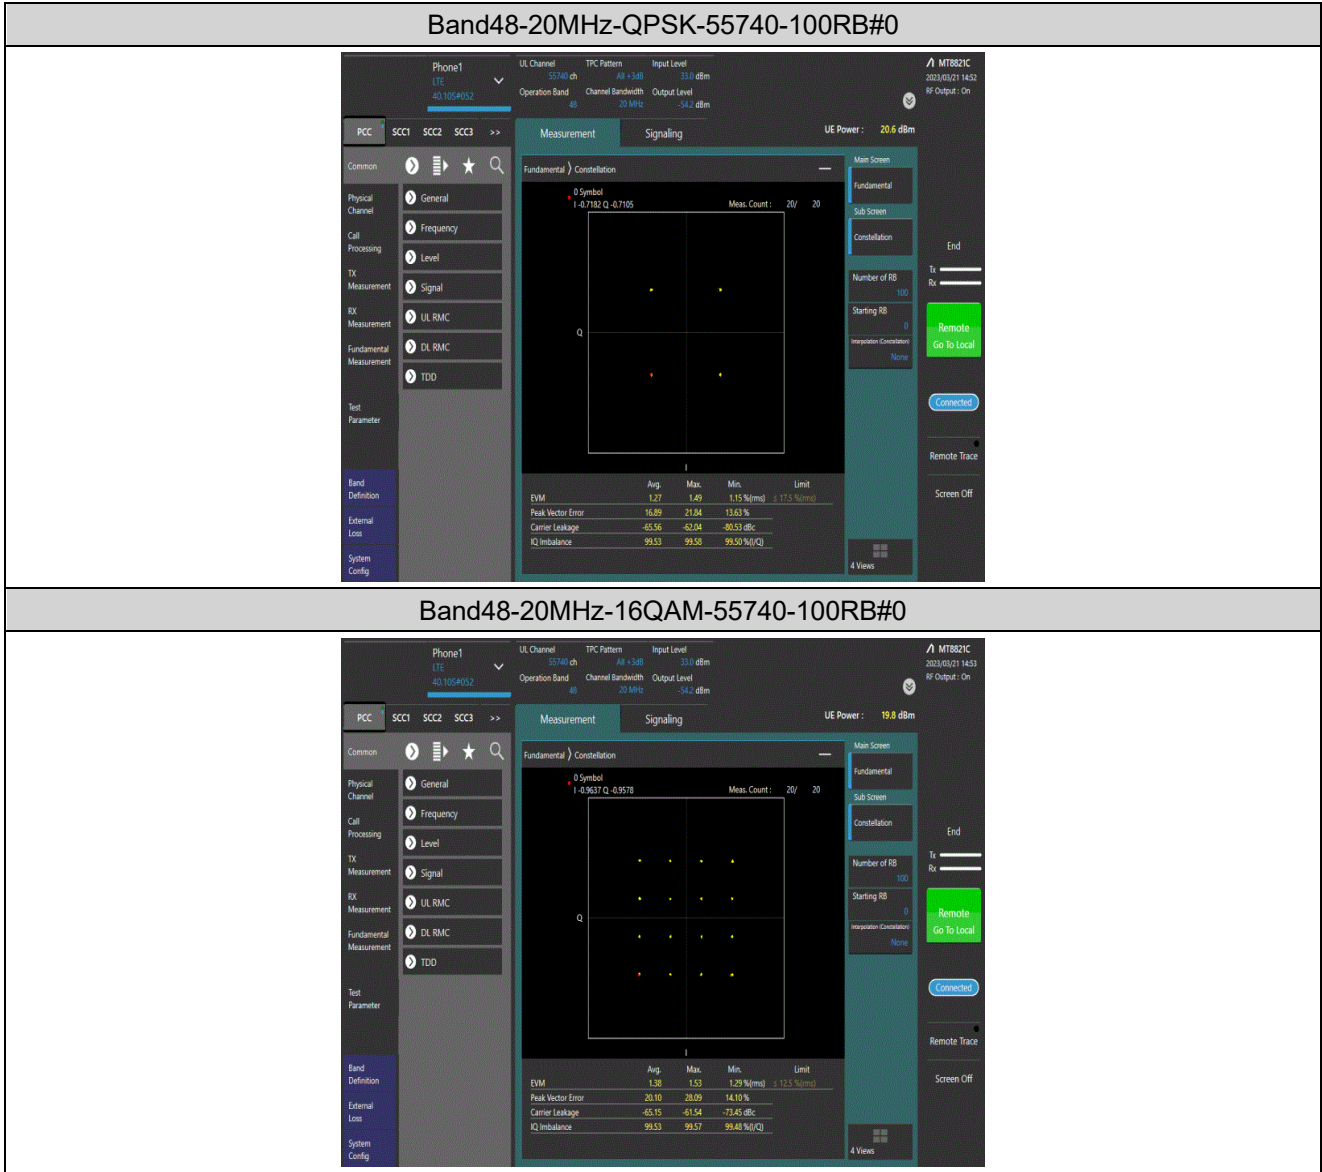 Band48-20MHz-QPSK-55740-100RB#0
Phone1
LTE
40.105#052
UL Channel TPC Pattern Input Level
55740 ch All +3dB 33.0 dBm
Operation Band Channel Bandwidth Output Level
48 20 MHz -54.2 dBm
MT8821C
2023/03/21 14:52
RF Output : On
PCC SCC1 SCC2 SCC3 >>
Measurement Signaling
UE Power : 20.6 dBm
Common
Physical
Channel
Call
Processing
TX
Measurement
RX
Measurement
Fundamental
Measurement
Test
Parameter
Band
Definition
External
Loss
System
Config
General
Frequency
Level
Signal
UL RMC
DL RMC
TDD
Fundamental Constellation
0 Symbol
I -0.7182 Q -0.7105 Meas. Count : 20/ 20
Q
I
Avg. Max. Min. Limit
EVM 1.27 1.49 1.15 %(rms) ≤ 17.5 %(rms)
Peak Vector Error 16.89 21.84 13.63 %
Carrier Leakage -65.56 -62.04 -80.53 dBc
IQ Imbalance 99.53 99.58 99.50 %(I/Q)
Main Screen
Fundamental
Sub Screen
Constellation
Number of RB
100
Starting RB
0
Interpolation (Constellation)
None
4 Views
End
Tx
Rx
Remote
Go To Local
Connected
Remote Trace
Screen Off
Band48-20MHz-16QAM-55740-100RB#0
Phone1
LTE
40.105#052
UL Channel TPC Pattern Input Level
55740 ch All +3dB 33.0 dBm
Operation Band Channel Bandwidth Output Level
48 20 MHz -54.2 dBm
MT8821C
2023/03/21 14:53
RF Output : On
PCC SCC1 SCC2 SCC3 >>
Measurement Signaling
UE Power : 19.8 dBm
Common
Physical
Channel
Call
Processing
TX
Measurement
RX
Measurement
Fundamental
Measurement
Test
Parameter
Band
Definition
External
Loss
System
Config
General
Frequency
Level
Signal
UL RMC
DL RMC
TDD
Fundamental Constellation
0 Symbol
I -0.9637 Q -0.9578 Meas. Count : 20/ 20
Q
I
Avg. Max. Min. Limit
EVM 1.38 1.53 1.29 %(rms) ≤ 12.5 %(rms)
Peak Vector Error 20.10 28.09 14.10 %
Carrier Leakage -65.15 -61.54 -73.45 dBc
IQ Imbalance 99.53 99.57 99.48 %(I/Q)
Main Screen
Fundamental
Sub Screen
Constellation
Number of RB
100
Starting RB
0
Interpolation (Constellation)
None
4 Views
End
Tx
Rx
Remote
Go To Local
Connected
Remote Trace
Screen Off